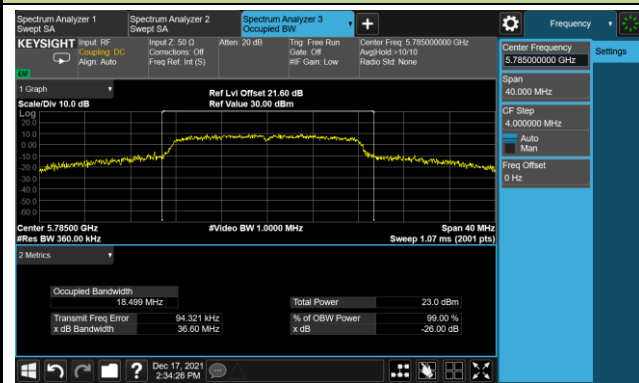 Spectrum Analyzer 1
Swept SA
Spectrum Analyzer 2
Swept SA
Spectrum Analyzer 3
Occupied BW
+
Frequency
KEYSIGHT
Input: RF
Coupling: DC
Align: Auto
Input Z: 50 Ω
Corrections: Off
Freq Ref: Int (S)
Atten: 20 dB
Trig: Free Run
Gate: Off
#IF Gain: Low
Center Freq: 5.785000000 GHz
Avg|Hold:>10/10
Radio Std: None
Center Frequency
5.785000000 GHz
Settings
Span
40.000 MHz
CF Step
4.000000 MHz
Auto
Man
Freq Offset
0 Hz
1 Graph
Scale/Div 10.0 dB
Ref Lvl Offset 21.60 dB
Ref Value 30.00 dBm
Log
20.0
10.0
0.00
-10.0
-20.0
-30.0
-40.0
-50.0
-60.0
Center 5.78500 GHz
#Res BW 360.00 kHz
#Video BW 1.0000 MHz
Span 40 MHz
Sweep 1.07 ms (2001 pts)
2 Metrics
Occupied Bandwidth
18.499 MHz
Total Power 23.0 dBm
Transmit Freq Error 94.321 kHz
% of OBW Power 99.00 %
x dB Bandwidth 36.60 MHz
x dB -26.00 dB
?
Dec 17, 2021
2:34:26 PM